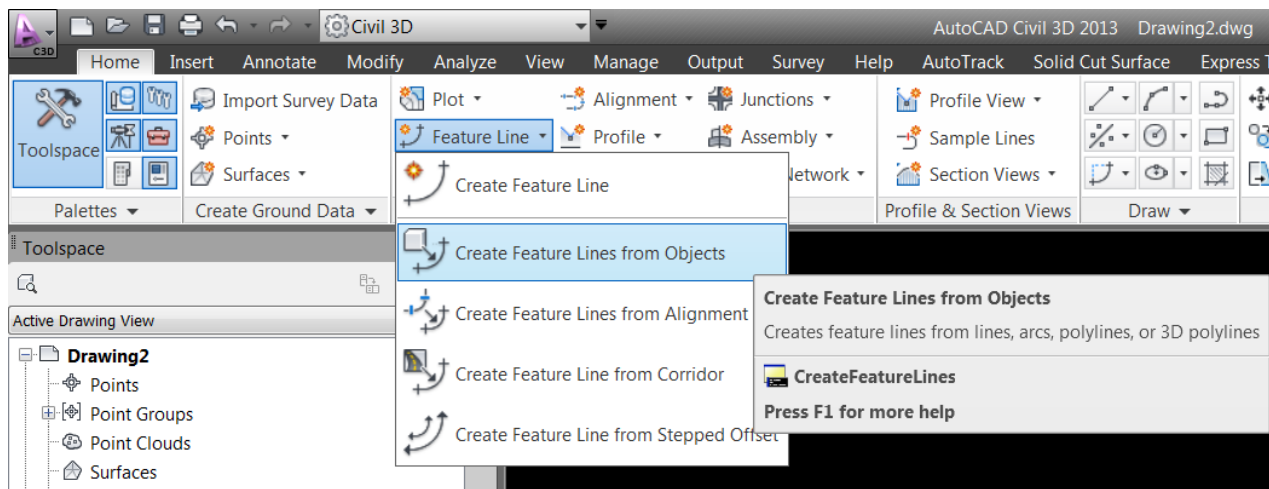 Civil 3D
AutoCAD Civil 3D 2013 Drawing2.dwg
C3D
Home Insert Annotate Modify Analyze View Manage Output Survey Help AutoTrack Solid Cut Surface Express
Toolspace
Import Survey Data
Points
Surfaces
Plot
Feature Line
Alignment
Profile
Junctions
Assembly
Network
Profile View
Sample Lines
Section Views
Palettes
Create Ground Data
Profile & Section Views
Draw
Create Feature Line
Create Feature Lines from Objects
Create Feature Lines from Alignment
Create Feature Line from Corridor
Create Feature Line from Stepped Offset
Create Feature Lines from Objects
Creates feature lines from lines, arcs, polylines, or 3D polylines
CreateFeatureLines
Press F1 for more help
Toolspace
Active Drawing View
Drawing2
Points
Point Groups
Point Clouds
Surfaces